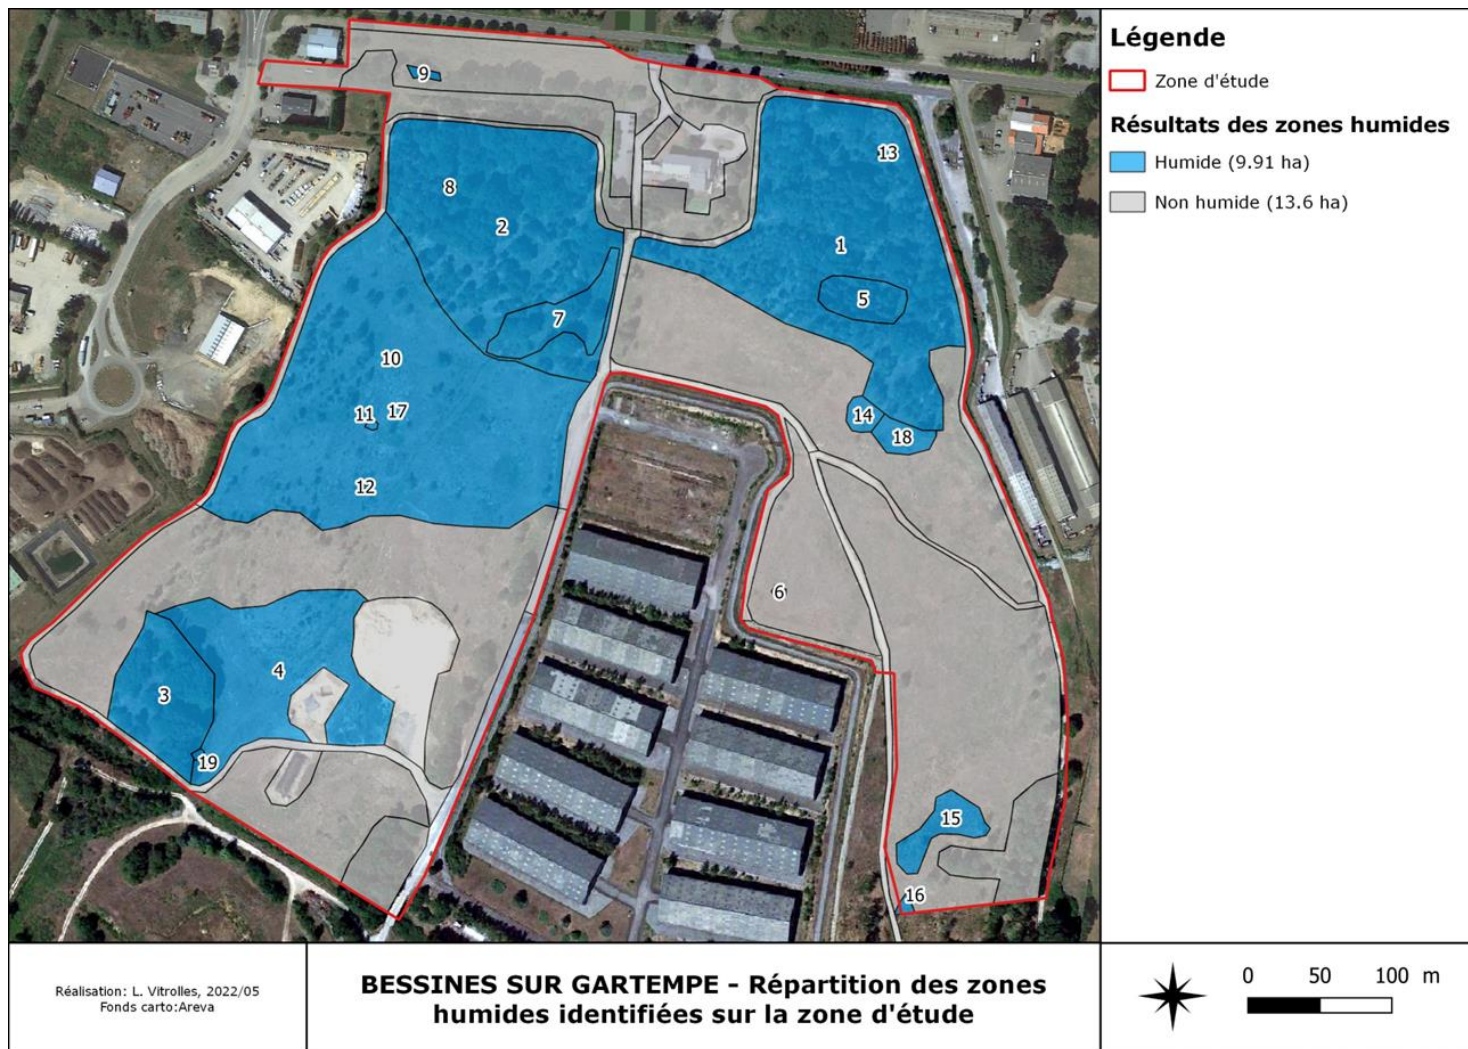 9
13
8
2
1
5
7
10
11
17
14
18
12
6
4
3
19
15
16
Légende
Zone d'étude
Résultats des zones humides
Humide (9.91 ha)
Non humide (13.6 ha)
Réalisation: L. Vitrolles, 2022/05
Fonds carto:Areva
BESSINES SUR GARTEMPE - Répartition des zones
humides identifiées sur la zone d'étude
0 50 100 m